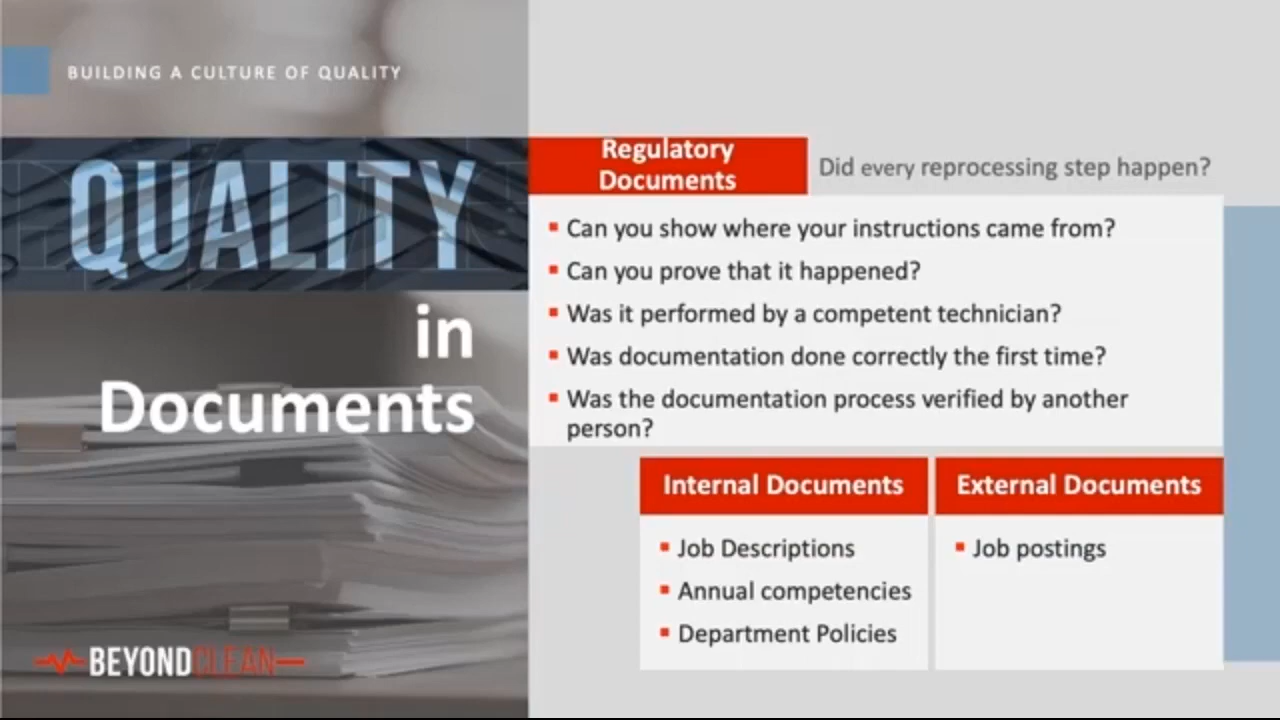 BUILDING A CULTURE OF QUALITY
QUALITY
in
Documents
BEYONDCLEAN
Regulatory
Documents
Did every reprocessing step happen?
▪ Can you show where your instructions came from?
▪ Can you prove that it happened?
▪ Was it performed by a competent technician?
▪ Was documentation done correctly the first time?
▪ Was the documentation process verified by another
person?
Internal Documents
▪ Job Descriptions
▪ Annual competencies
▪ Department Policies
External Documents
▪ Job postings